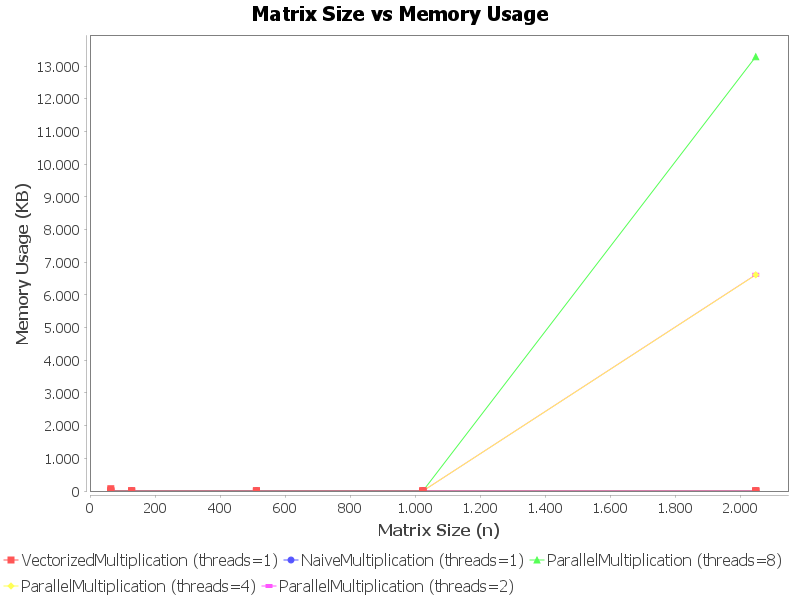 Matrix Size vs Memory Usage
13.000
12.000
11.000
10.000
9.000
8.000
7.000
6.000
5.000
4.000
3.000
2.000
1.000
0
Memory Usage (KB)
0 200 400 600 800 1.000 1.200 1.400 1.600 1.800 2.000
Matrix Size (n)
VectorizedMultiplication (threads=1) NaiveMultiplication (threads=1) ParallelMultiplication (threads=8)
ParallelMultiplication (threads=4) ParallelMultiplication (threads=2)